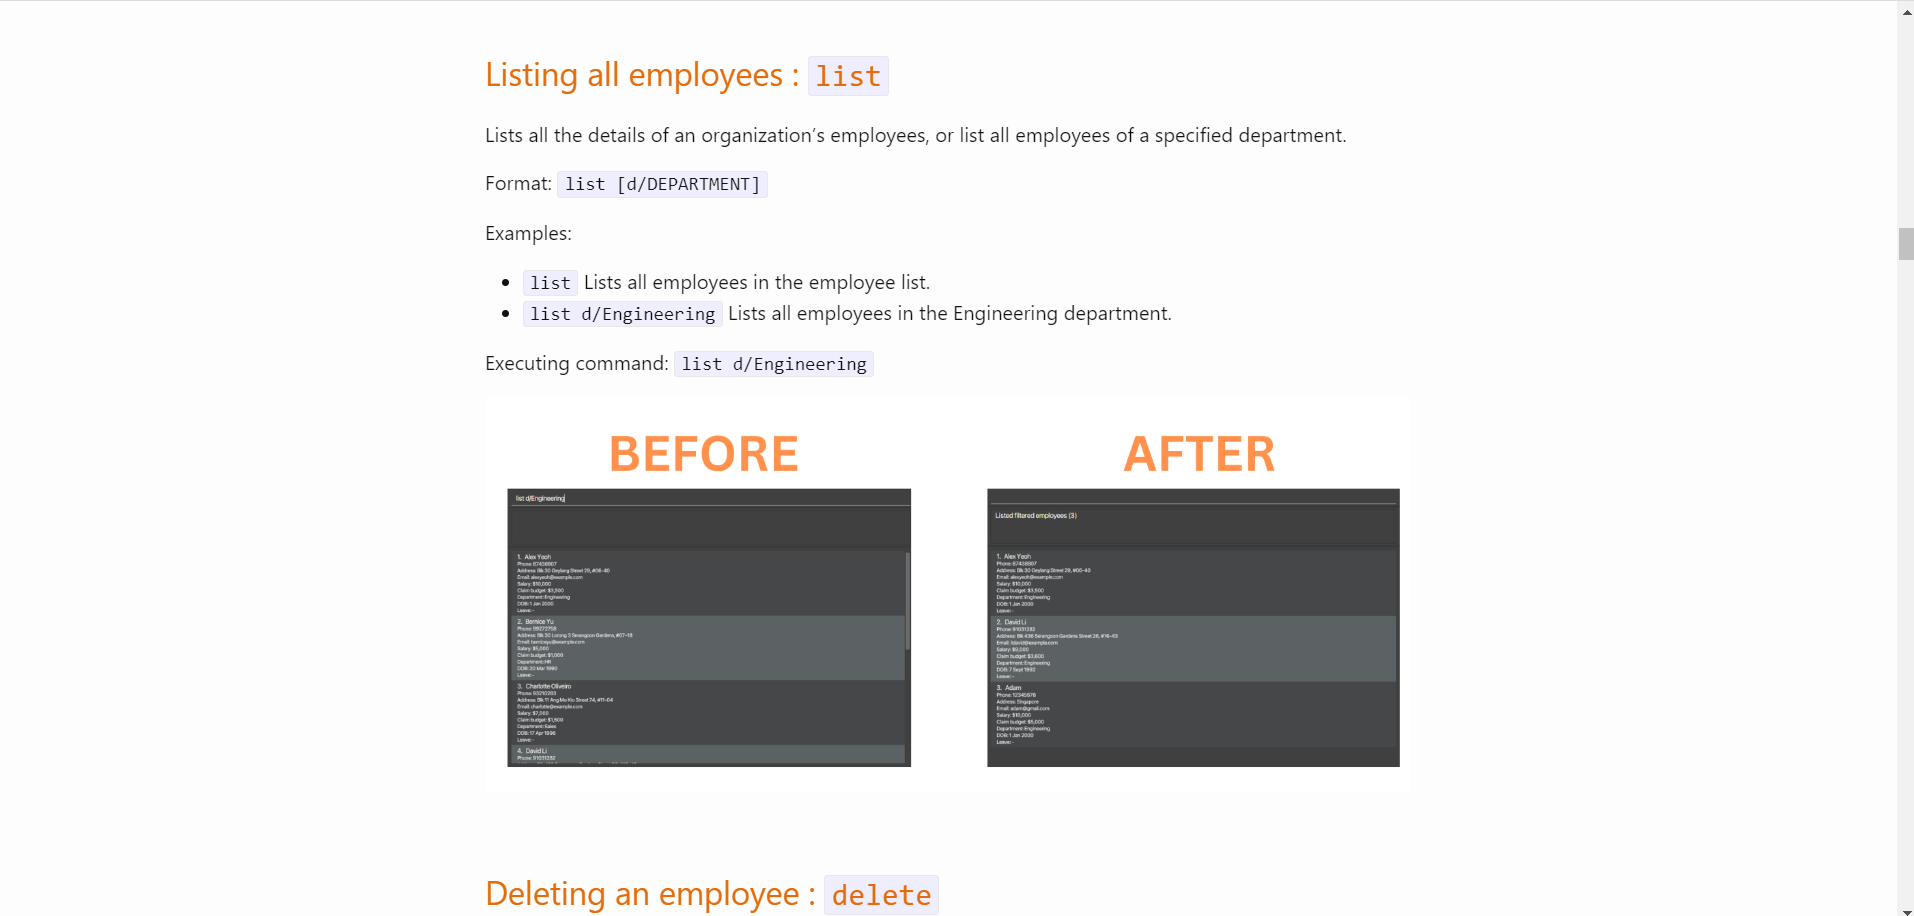 Listing all employees : list
Lists all the details of an organization’s employees, or list all employees of a specified department.
Format: list [d/DEPARTMENT]
Examples:
list Lists all employees in the employee list.
list d/Engineering Lists all employees in the Engineering department.
Executing command: list d/Engineering
BEFORE
list d/Engineering
1. Alex Yeoh
Phone: 87438807
Address: Blk 30 Geylang Street 29, #06-40
Email: alexyeoh@example.com
Salary: $10,000
Claim budget: $3,500
Department: Engineering
DOB: 1 Jan 2000
Leave: -
2. Bernice Yu
Phone: 99272758
Address: Blk 30 Lorong 3 Serangoon Gardens, #07-18
Email: berniceyu@example.com
Salary: $5,000
Claim budget: $1,000
Department: HR
DOB: 20 Mar 1990
Leave: -
3. Charlotte Oliveiro
Phone: 93210283
Address: Blk 11 Ang Mo Kio Street 74, #11-04
Email: charlotte@example.com
Salary: $7,000
Claim budget: $1,500
Department: Sales
DOB: 17 Apr 1996
Leave: -
4. David Li
Phone: 91031282
AFTER
Listed filtered employees (3)
1. Alex Yeoh
Phone: 87438807
Address: Blk 30 Geylang Street 29, #06-40
Email: alexyeoh@example.com
Salary: $10,000
Claim budget: $3,500
Department: Engineering
DOB: 1 Jan 2000
Leave: -
2. David Li
Phone: 91031282
Address: Blk 436 Serangoon Gardens Street 26, #16-43
Email: lidavid@example.com
Salary: $9,000
Claim budget: $3,600
Department: Engineering
DOB: 7 Sept 1992
Leave: -
3. Adam
Phone: 12345678
Address: Singapore
Email: adam@gmail.com
Salary: $10,000
Claim budget: $5,000
Department: Engineering
DOB: 1 Jan 2000
Leave: -
Deleting an employee : delete